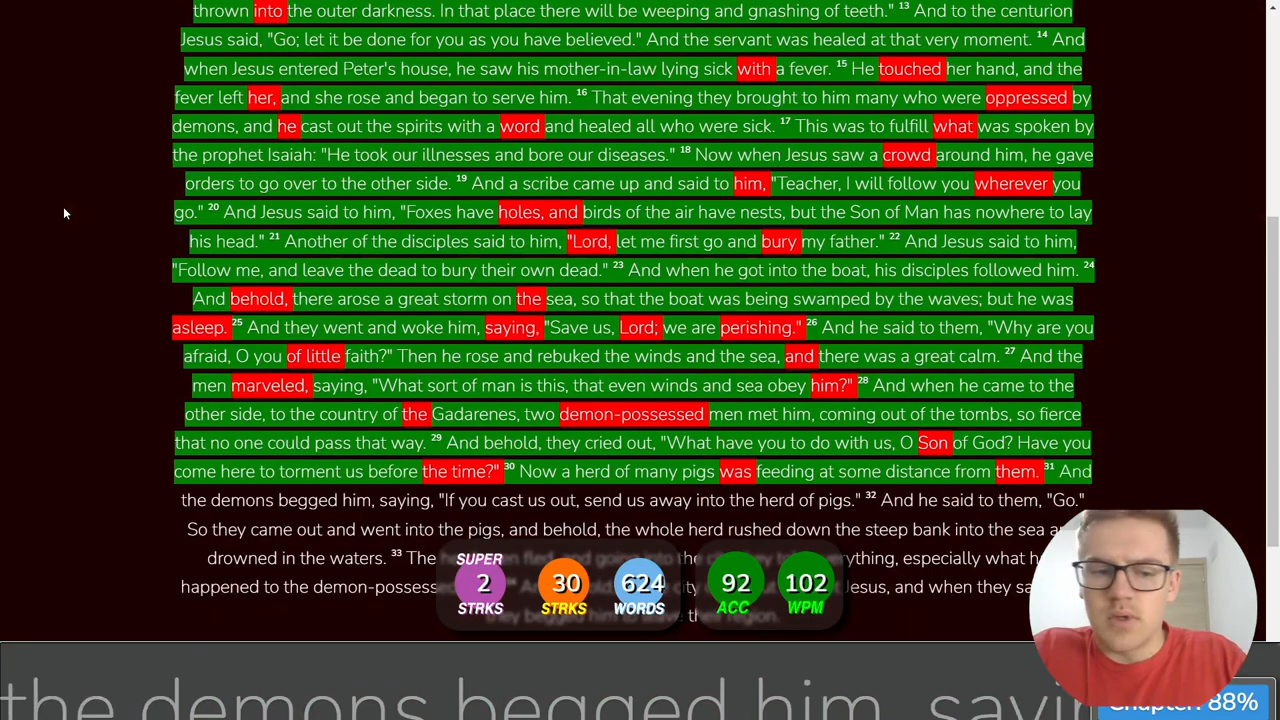 thrown into the outer darkness. In that place there will be weeping and gnashing of teeth." 13 And to the centurion
Jesus said, "Go; let it be done for you as you have believed." And the servant was healed at that very moment. 14 And
when Jesus entered Peter's house, he saw his mother-in-law lying sick with a fever. 15 He touched her hand, and the
fever left her, and she rose and began to serve him. 16 That evening they brought to him many who were oppressed by
demons, and he cast out the spirits with a word and healed all who were sick. 17 This was to fulfill what was spoken by
the prophet Isaiah: "He took our illnesses and bore our diseases." 18 Now when Jesus saw a crowd around him, he gave
orders to go over to the other side. 19 And a scribe came up and said to him, "Teacher, I will follow you wherever you
go." 20 And Jesus said to him, "Foxes have holes, and birds of the air have nests, but the Son of Man has nowhere to lay
his head." 21 Another of the disciples said to him, "Lord, let me first go and bury my father." 22 And Jesus said to him,
"Follow me, and leave the dead to bury their own dead." 23 And when he got into the boat, his disciples followed him. 24
And behold, there arose a great storm on the sea, so that the boat was being swamped by the waves; but he was
asleep. 25 And they went and woke him, saying, "Save us, Lord; we are perishing." 26 And he said to them, "Why are you
afraid, O you of little faith?" Then he rose and rebuked the winds and the sea, and there was a great calm. 27 And the
men marveled, saying, "What sort of man is this, that even winds and sea obey him?" 28 And when he came to the
other side, to the country of the Gadarenes, two demon-possessed men met him, coming out of the tombs, so fierce
that no one could pass that way. 29 And behold, they cried out, "What have you to do with us, O Son of God? Have you
come here to torment us before the time?" 30 Now a herd of many pigs was feeding at some distance from them. 31 And
the demons begged him, saying, "If you cast us out, send us away into the herd of pigs." 32 And he said to them, "Go."
So they came out and went into the pigs, and behold, the whole herd rushed down the steep bank into the sea
drowned in the waters. 33 The the everything, especially what
happened to the demon-possesse city Jesus, and when they
they begged him to leave their region.
SUPER
2 30 624 92 102
STRKS STRKS WORDS ACC WPM
the demons begged him, sayi
Chapter: 88%